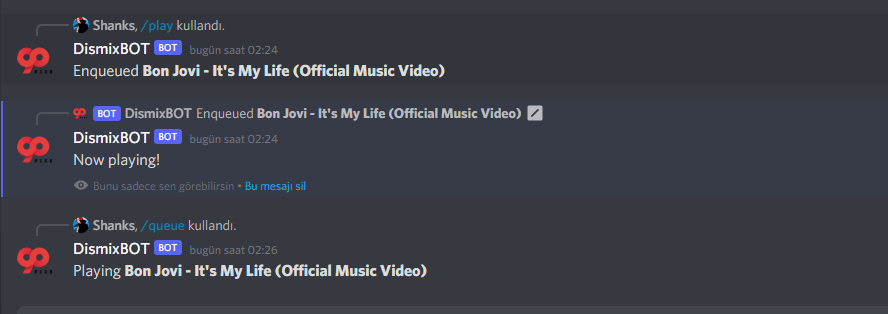 Shanks, /play kullandı.
DismixBOT BOT bugün saat 02:24
Enqueued Bon Jovi - It's My Life (Official Music Video)
BOT DismixBOT Enqueued Bon Jovi - It's My Life (Official Music Video)
DismixBOT BOT bugün saat 02:24
Now playing!
Bunu sadece sen görebilirsin • Bu mesajı sil
Shanks, /queue kullandı.
DismixBOT BOT bugün saat 02:26
Playing Bon Jovi - It's My Life (Official Music Video)